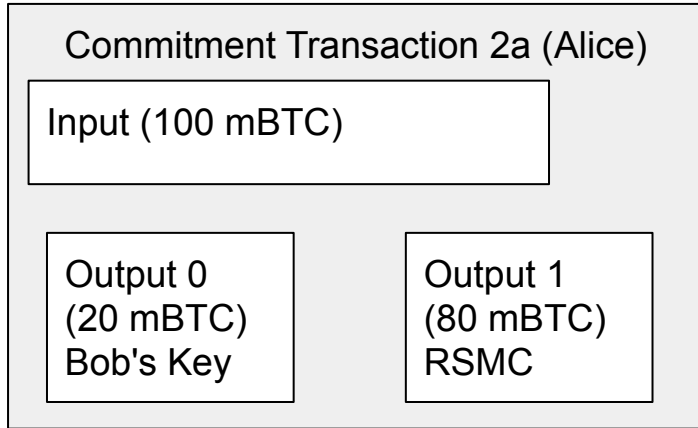 Commitment Transaction 2a (Alice)
Input (100 mBTC)
Output 0
(20 mBTC)
Bob's Key
Output 1
(80 mBTC)
RSMC